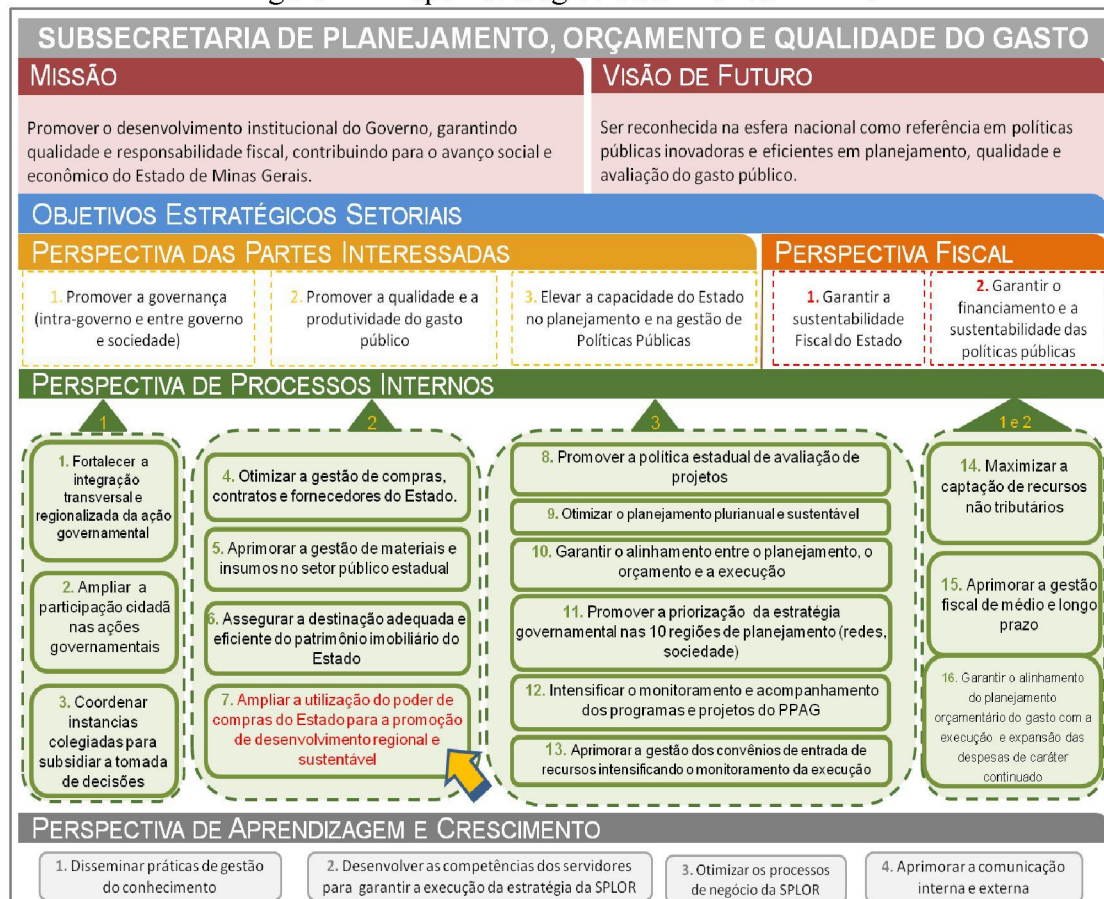 SUBSECRETARIA DE PLANEJAMENTO, ORÇAMENTO E QUALIDADE DO GASTO
MISSÃO
Promover o desenvolvimento institucional do Governo, garantindo
qualidade e responsabilidade fiscal, contribuindo para o avanço social e
econômico do Estado de Minas Gerais.
VISÃO DE FUTURO
Ser reconhecida na esfera nacional como referência em políticas
públicas inovadoras e eficientes em planejamento, qualidade e
avaliação do gasto público.
OBJETIVOS ESTRATÉGICOS SETORIAIS
PERSPECTIVA DAS PARTES INTERESSADAS
1. Promover a governança
(intra-governo e entre governo
e sociedade)
2. Promover a qualidade e a
produtividade do gasto
público
3. Elevar a capacidade do Estado
no planejamento e na gestão de
Políticas Públicas
PERSPECTIVA FISCAL
1. Garantir a
sustentabilidade
Fiscal do Estado
2. Garantir o
financiamento e a
sustentabilidade das
políticas públicas
PERSPECTIVA DE PROCESSOS INTERNOS
1
1. Fortalecer a
integração
transversal e
regionalizada da ação
governamental
2. Ampliar a
participação cidadã
nas ações
governamentais
3. Coordenar
instancias
colegiadas para
subsidiar a tomada
de decisões
2
4. Otimizar a gestão de compras,
contratos e fornecedores do Estado.
5. Aprimorar a gestão de materiais e
insumos no setor público estadual
6. Assegurar a destinação adequada e
eficiente do patrimônio imobiliário do
Estado
7. Ampliar a utilização do poder de
compras do Estado para a promoção
de desenvolvimento regional e
sustentável
3
8. Promover a política estadual de avaliação de
projetos
9. Otimizar o planejamento plurianual e sustentável
10. Garantir o alinhamento entre o planejamento, o
orçamento e a execução
11. Promover a priorização da estratégia
governamental nas 10 regiões de planejamento (redes,
sociedade)
12. Intensificar o monitoramento e acompanhamento
dos programas e projetos do PPAG
13. Aprimorar a gestão dos convênios de entrada de
recursos intensificando o monitoramento da execução
1 e 2
14. Maximizar a
captação de recursos
não tributários
15. Aprimorar a gestão
fiscal de médio e longo
prazo
16. Garantir o alinhamento
do planejamento
orçamentário do gasto com a
execução e expansão das
despesas de caráter
continuado
PERSPECTIVA DE APRENDIZAGEM E CRESCIMENTO
1. Disseminar práticas de gestão
do conhecimento
2. Desenvolver as competências dos servidores
para garantir a execução da estratégia da SPLOR
3. Otimizar os processos
de negócio da SPLOR
4. Aprimorar a comunicação
interna e externa